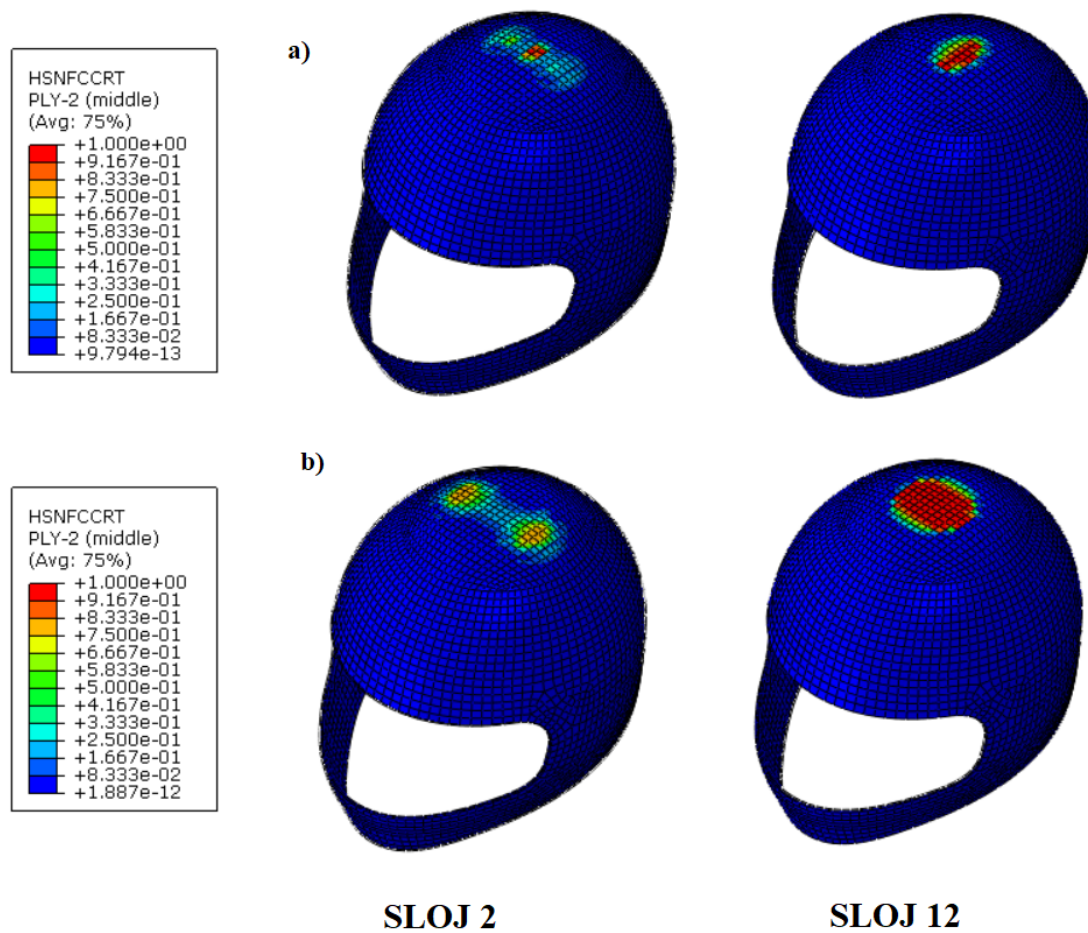 a)
HSNFCCRT
PLY-2 (middle)
(Avg: 75%)
+1.000e+00
+9.167e-01
+8.333e-01
+7.500e-01
+6.667e-01
+5.833e-01
+5.000e-01
+4.167e-01
+3.333e-01
+2.500e-01
+1.667e-01
+8.333e-02
+9.794e-13
b)
HSNFCCRT
PLY-2 (middle)
(Avg: 75%)
+1.000e+00
+9.167e-01
+8.333e-01
+7.500e-01
+6.667e-01
+5.833e-01
+5.000e-01
+4.167e-01
+3.333e-01
+2.500e-01
+1.667e-01
+8.333e-02
+1.887e-12
SLOJ 2
SLOJ 12